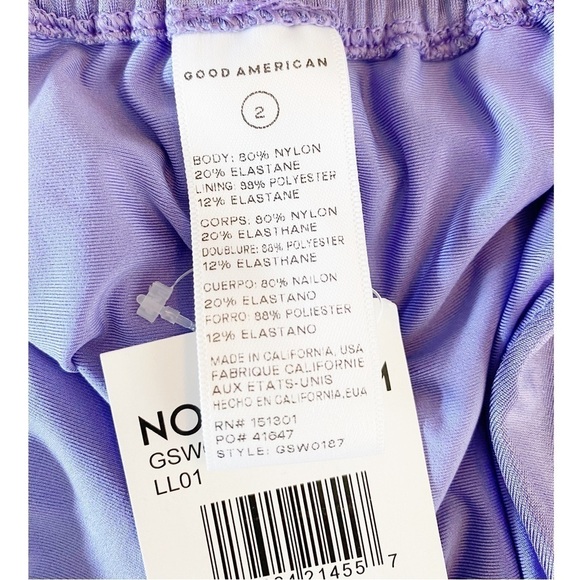 GOOD AMERICAN
2
BODY: 80% NYLON
20% ELASTANE
LINING: 88% POLYESTER
12% ELASTANE
CORPS: 80% NYLON
20% ELASTHANE
DOUBLURE: 88% POLYESTER
12% ELASTHANE
CUERPO: 80% NAILON
20% ELASTANO
FORRO: 88% POLIESTER
12% ELASTANO
MADE IN CALIFORNIA, USA
FABRIQUE CALIFORNIE
AUX ETATS-UNIS
HECHO EN CALIFORNIA, EUA
RN# 151301
PO# 41647
STYLE: GSW0187
NO
GSW
LL01
21455 7